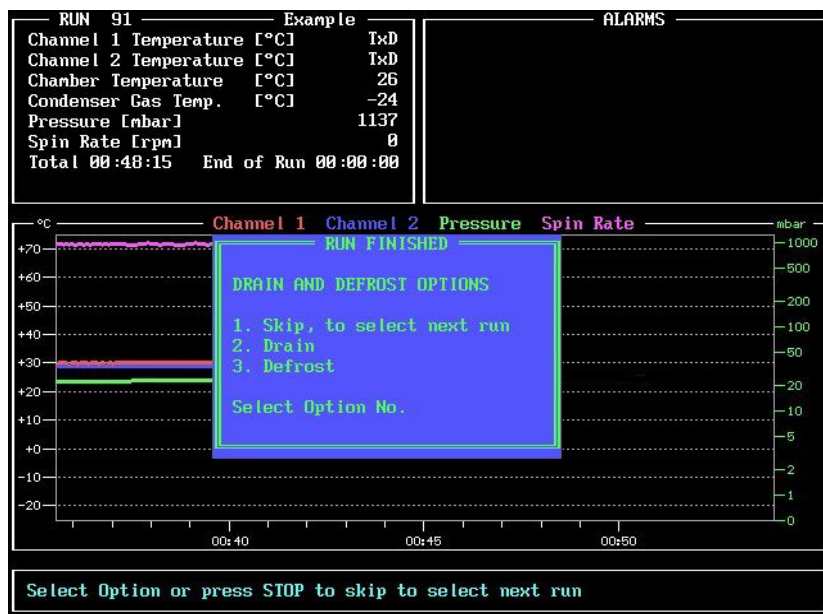 RUN 91 Example
Channel 1 Temperature [°C] TxD
Channel 2 Temperature [°C] TxD
Chamber Temperature [°C] 26
Condenser Gas Temp. [°C] -24
Pressure [mbar] 1137
Spin Rate [rpm] 0
Total 00:48:15 End of Run 00:00:00
ALARMS
°C Channel 1 Channel 2 Pressure Spin Rate mbar
+70
+60
+50
+40
+30
+20
+10
+0
-10
-20
RUN FINISHED
DRAIN AND DEFROST OPTIONS
1. Skip, to select next run
2. Drain
3. Defrost
Select Option No.
1000
500
200
100
50
20
10
5
2
1
0
00:40 00:45 00:50
Select Option or press STOP to skip to select next run